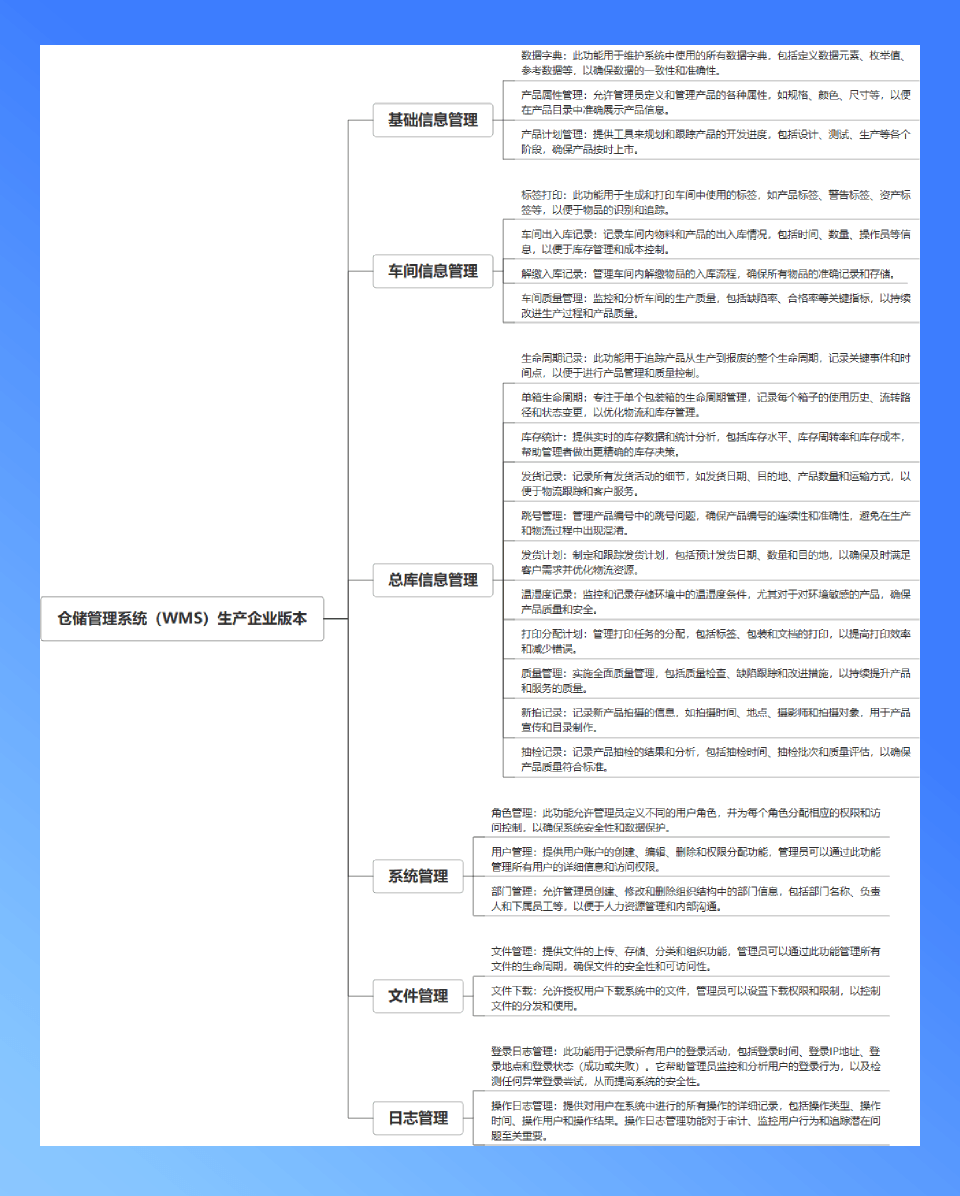 仓储管理系统（WMS）生产企业版本
基础信息管理
数据字典：此功能用于维护系统中使用的所有数据字典，包括定义数据元素、枚举值、
参考数据等，以确保数据的一致性和准确性。
产品属性管理：允许管理员定义和管理产品的各种属性，如规格、颜色、尺寸等，以便
在产品目录中准确展示产品信息。
产品计划管理：提供工具来规划和跟踪产品的开发进度，包括设计、测试、生产等各个
阶段，确保产品按时上市。
车间信息管理
标签打印：此功能用于生成和打印车间中使用的标签，如产品标签、警告标签、资产标
签等，以便于物品的识别和追踪。
车间出入库记录：记录车间内物料和产品的出入库情况，包括时间、数量、操作员等信
息，以便于库存管理和成本控制。
解缴入库记录：管理车间内解缴物品的入库流程，确保所有物品的准确记录和存储。
车间质量管理：监控和分析车间的生产质量，包括缺陷率、合格率等关键指标，以持续
改进生产过程和产品质量。
总库信息管理
生命周期记录：此功能用于追踪产品从生产到报废的整个生命周期，记录关键事件和时
间点，以便于进行产品管理和质量控制。
单箱生命周期：专注于单个包装箱的生命周期管理，记录每个箱子的使用历史、流转路
径和状态变更，以优化物流和库存管理。
库存统计：提供实时的库存数据和统计分析，包括库存水平、库存周转率和库存成本，
帮助管理者做出更精确的库存决策。
发货记录：记录所有发货活动的细节，如发货日期、目的地、产品数量和运输方式，以
便于物流跟踪和客户服务。
跳号管理：管理产品编号中的跳号问题，确保产品编号的连续性和准确性，避免在生产
和物流过程中出现混淆。
发货计划：制定和跟踪发货计划，包括预计发货日期、数量和目的地，以确保及时满足
客户需求并优化物流资源。
温湿度记录：监控和记录存储环境中的温湿度条件，尤其对于对环境敏感的产品，确保
产品质量和安全。
打印分配计划：管理打印任务的分配，包括标签、包装和文档的打印，以提高打印效率
和减少错误。
质量管理：实施全面质量管理，包括质量检查、缺陷跟踪和改进措施，以持续提升产品
和服务的质量。
新拍记录：记录新产品拍摄的信息，如拍摄时间、地点、摄影师和拍摄对象，用于产品
宣传和目录制作。
抽检记录：记录产品抽检的结果和分析，包括抽检时间、抽检批次和质量评估，以确保
产品质量符合标准。
系统管理
角色管理：此功能允许管理员定义不同的用户角色，并为每个角色分配相应的权限和访
问控制，以确保系统安全性和数据保护。
用户管理：提供用户账户的创建、编辑、删除和权限分配功能，管理员可以通过此功能
管理所有用户的详细信息和访问权限。
部门管理：允许管理员创建、修改和删除组织结构中的部门信息，包括部门名称、负责
人和下属员工等，以便于人力资源管理和内部沟通。
文件管理
文件管理：提供文件的上传、存储、分类和组织功能，管理员可以通过此功能管理所有
文件的生命周期，确保文件的安全性和可访问性。
文件下载：允许授权用户下载系统中的文件，管理员可以设置下载权限和限制，以控制
文件的分发和使用。
日志管理
登录日志管理：此功能用于记录所有用户的登录活动，包括登录时间、登录IP地址、登
录地点和登录状态（成功或失败）。它帮助管理员监控和分析用户的登录行为，以及检
测任何异常登录尝试，从而提高系统的安全性。
操作日志管理：提供对用户在系统中进行的所有操作的详细记录，包括操作类型、操作
时间、操作用户和操作结果。操作日志管理功能对于审计、监控用户行为和追踪潜在问
题至关重要。